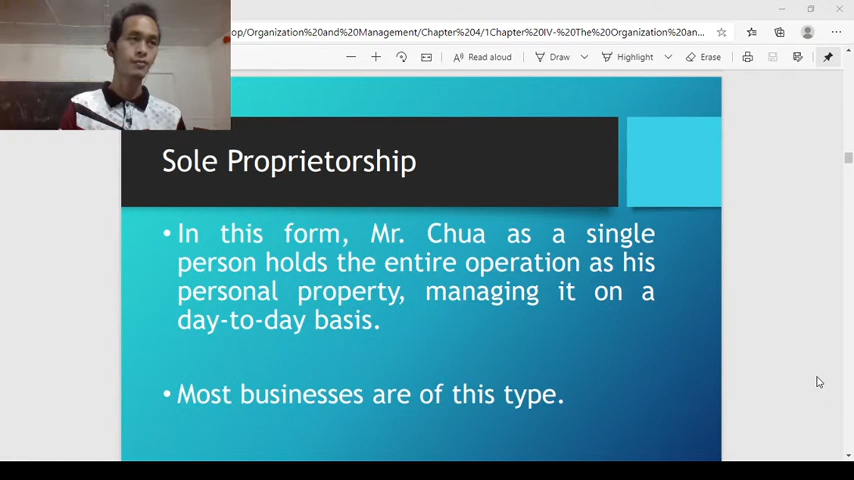 op/Organization%20and%20Management/Chapter%204/1Chapter%20IV-%20The%20Organization%20an...
Read aloud
Draw
Highlight
Erase
Sole Proprietorship
• In this form, Mr. Chua as a single
person holds the entire operation as his
personal property, managing it on a
day-to-day basis.
• Most businesses are of this type.